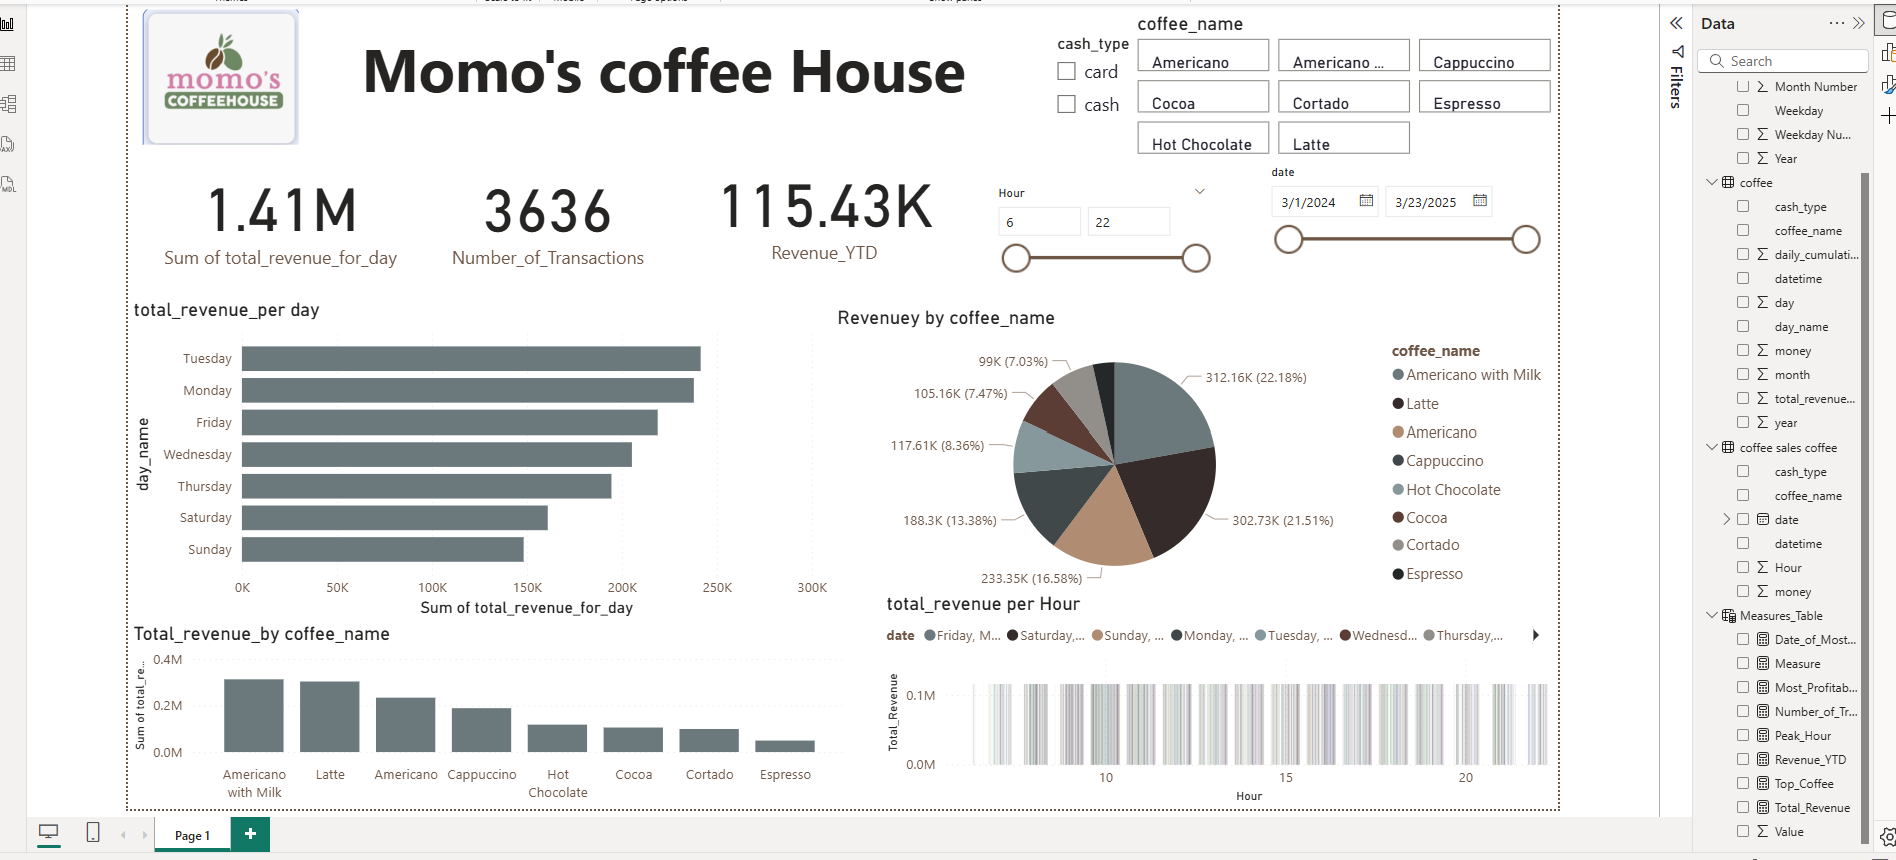 momo's
COFFEEHOUSE
Momo's coffee House
cash_type
card
cash
coffee_name
Americano
Americano ...
Cappuccino
Cocoa
Cortado
Espresso
Hot Chocolate
Latte
1.41M
Sum of total_revenue_for_day
3636
Number_of_Transactions
115.43K
Revenue_YTD
Hour
6
22
date
3/1/2024
3/23/2025
total_revenue_per day
day_name
Tuesday
Monday
Friday
Wednesday
Thursday
Saturday
Sunday
0K
50K
100K
150K
200K
250K
300K
Sum of total_revenue_for_day
Revenuey by coffee_name
99K (7.03%)
105.16K (7.47%)
117.61K (8.36%)
188.3K (13.38%)
233.35K (16.58%)
302.73K (21.51%)
312.16K (22.18%)
coffee_name
Americano with Milk
Latte
Americano
Cappuccino
Hot Chocolate
Cocoa
Cortado
Espresso
Total_revenue_by coffee_name
Sum of total_re...
0.4M
0.2M
0.0M
Americano
with Milk
Latte
Americano
Cappuccino
Hot
Chocolate
Cocoa
Cortado
Espresso
total_revenue per Hour
date
Friday, M...
Saturday,...
Sunday, ...
Monday, ...
Tuesday, ...
Wednesd...
Thursday,...
Total_Revenue
0.1M
0.0M
10
15
20
Hour
Page 1
Filters
Data
Search
Month Number
Weekday
Weekday Nu...
Year
coffee
cash_type
coffee_name
daily_cumulati...
datetime
day
day_name
money
month
total_revenue...
year
coffee sales coffee
cash_type
coffee_name
date
datetime
Hour
money
Measures_Table
Date_of_Most...
Measure
Most_Profitab...
Number_of_Tr...
Peak_Hour
Revenue_YTD
Top_Coffee
Total_Revenue
Value